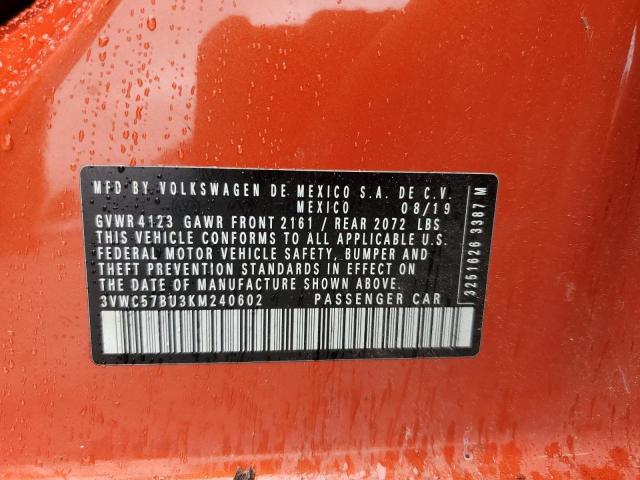 MFD BY VOLKSWAGEN DE MEXICO S.A. DE C.V.
MEXICO 08/19
GVWR 4123 GAWR FRONT 2161 / REAR 2072 LBS
THIS VEHICLE CONFORMS TO ALL APPLICABLE U.S.
FEDERAL MOTOR VEHICLE SAFETY, BUMPER AND
THEFT PREVENTION STANDARDS IN EFFECT ON
THE DATE OF MANUFACTURE SHOWN ABOVE.
3VWC57BU3KM240602 PASSENGER CAR
3251626 3387 M